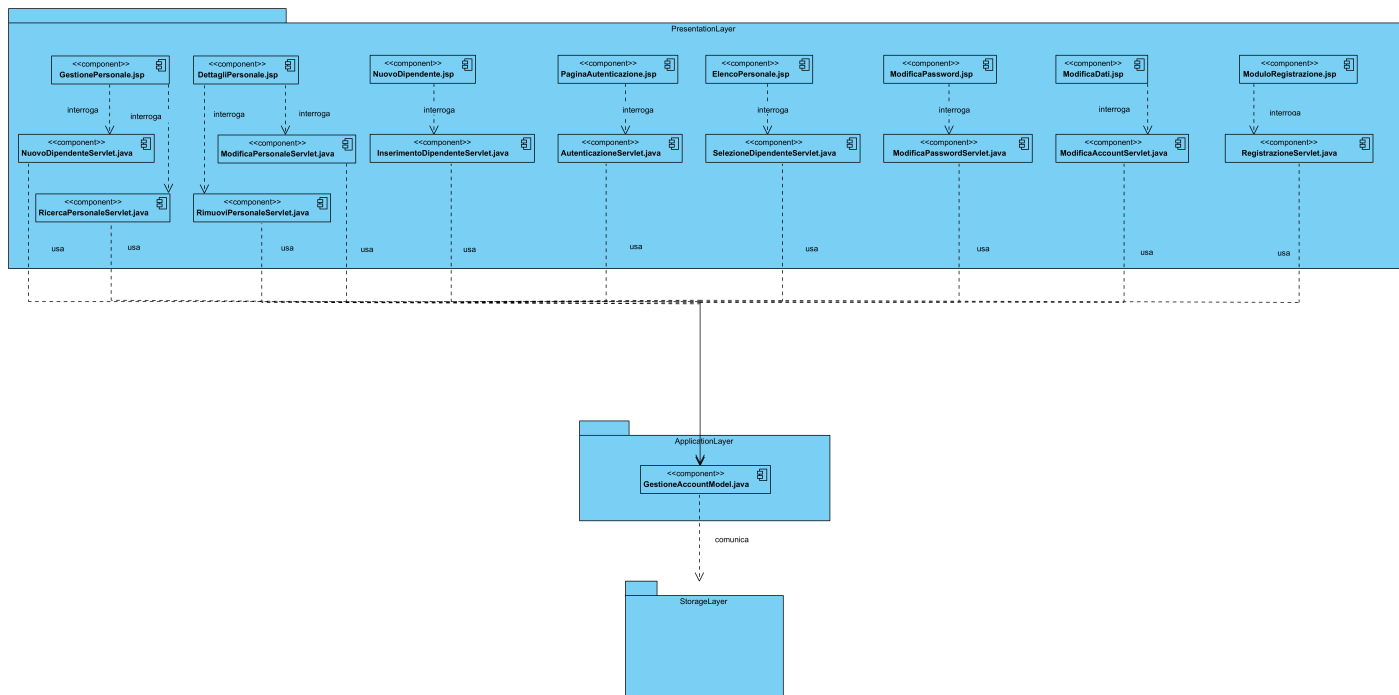 PresentationLayer
<<component>>
GestionePersonale.jsp
<<component>>
DettagliPersonale.jsp
<<component>>
NuovoDipendente.jsp
<<component>>
PaginaAutenticazione.jsp
<<component>>
ElencoPersonale.jsp
<<component>>
ModificaPassword.jsp
<<component>>
ModificaDati.jsp
<<component>>
ModuloRegistrazione.jsp
interroga
interroga
interroga
interroga
interroga
interroga
interroga
interroga
interroga
interroga
<<component>>
NuovoDipendenteServlet.java
<<component>>
ModificaPersonaleServlet.java
<<component>>
InserimentoDipendenteServlet.java
<<component>>
AutenticazioneServlet.java
<<component>>
SelezioneDipendenteServlet.java
<<component>>
ModificaPasswordServlet.java
<<component>>
ModificaAccountServlet.java
<<component>>
RegistrazioneServlet.java
<<component>>
RicercaPersonaleServlet.java
<<component>>
RimuoviPersonaleServlet.java
usa
usa
usa
usa
usa
usa
usa
usa
usa
usa
ApplicationLayer
<<component>>
GestioneAccountModel.java
comunica
StorageLayer